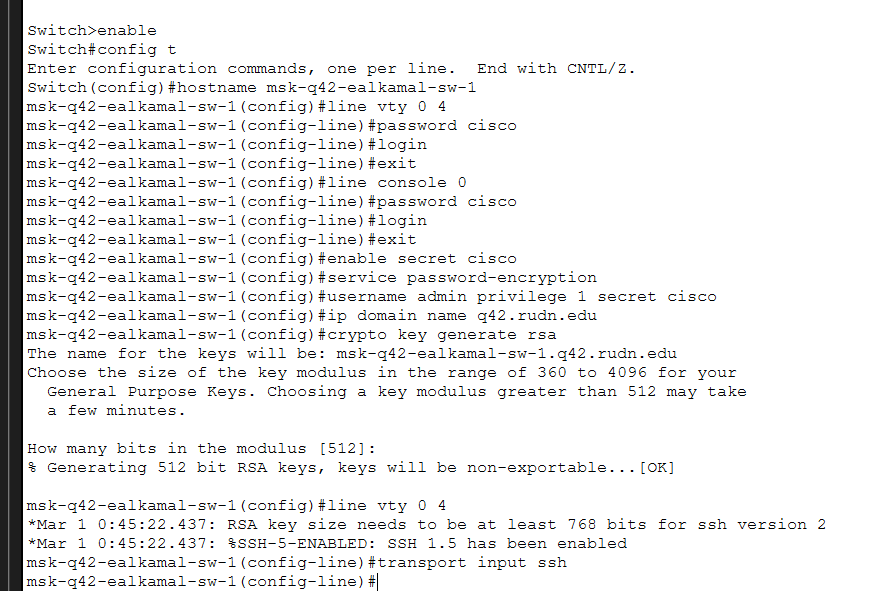 Switch>enable
Switch#config t
Enter configuration commands, one per line.  End with CNTL/Z.
Switch(config)#hostname msk-q42-ealkamal-sw-1
msk-q42-ealkamal-sw-1(config)#line vty 0 4
msk-q42-ealkamal-sw-1(config-line)#password cisco
msk-q42-ealkamal-sw-1(config-line)#login
msk-q42-ealkamal-sw-1(config-line)#exit
msk-q42-ealkamal-sw-1(config)#line console 0
msk-q42-ealkamal-sw-1(config-line)#password cisco
msk-q42-ealkamal-sw-1(config-line)#login
msk-q42-ealkamal-sw-1(config-line)#exit
msk-q42-ealkamal-sw-1(config)#enable secret cisco
msk-q42-ealkamal-sw-1(config)#service password-encryption
msk-q42-ealkamal-sw-1(config)#username admin privilege 1 secret cisco
msk-q42-ealkamal-sw-1(config)#ip domain name q42.rudn.edu
msk-q42-ealkamal-sw-1(config)#crypto key generate rsa
The name for the keys will be: msk-q42-ealkamal-sw-1.q42.rudn.edu
Choose the size of the key modulus in the range of 360 to 4096 for your
  General Purpose Keys. Choosing a key modulus greater than 512 may take
  a few minutes.

How many bits in the modulus [512]:
% Generating 512 bit RSA keys, keys will be non-exportable...[OK]

msk-q42-ealkamal-sw-1(config)#line vty 0 4
*Mar 1 0:45:22.437: RSA key size needs to be at least 768 bits for ssh version 2
*Mar 1 0:45:22.437: %SSH-5-ENABLED: SSH 1.5 has been enabled
msk-q42-ealkamal-sw-1(config-line)#transport input ssh
msk-q42-ealkamal-sw-1(config-line)#